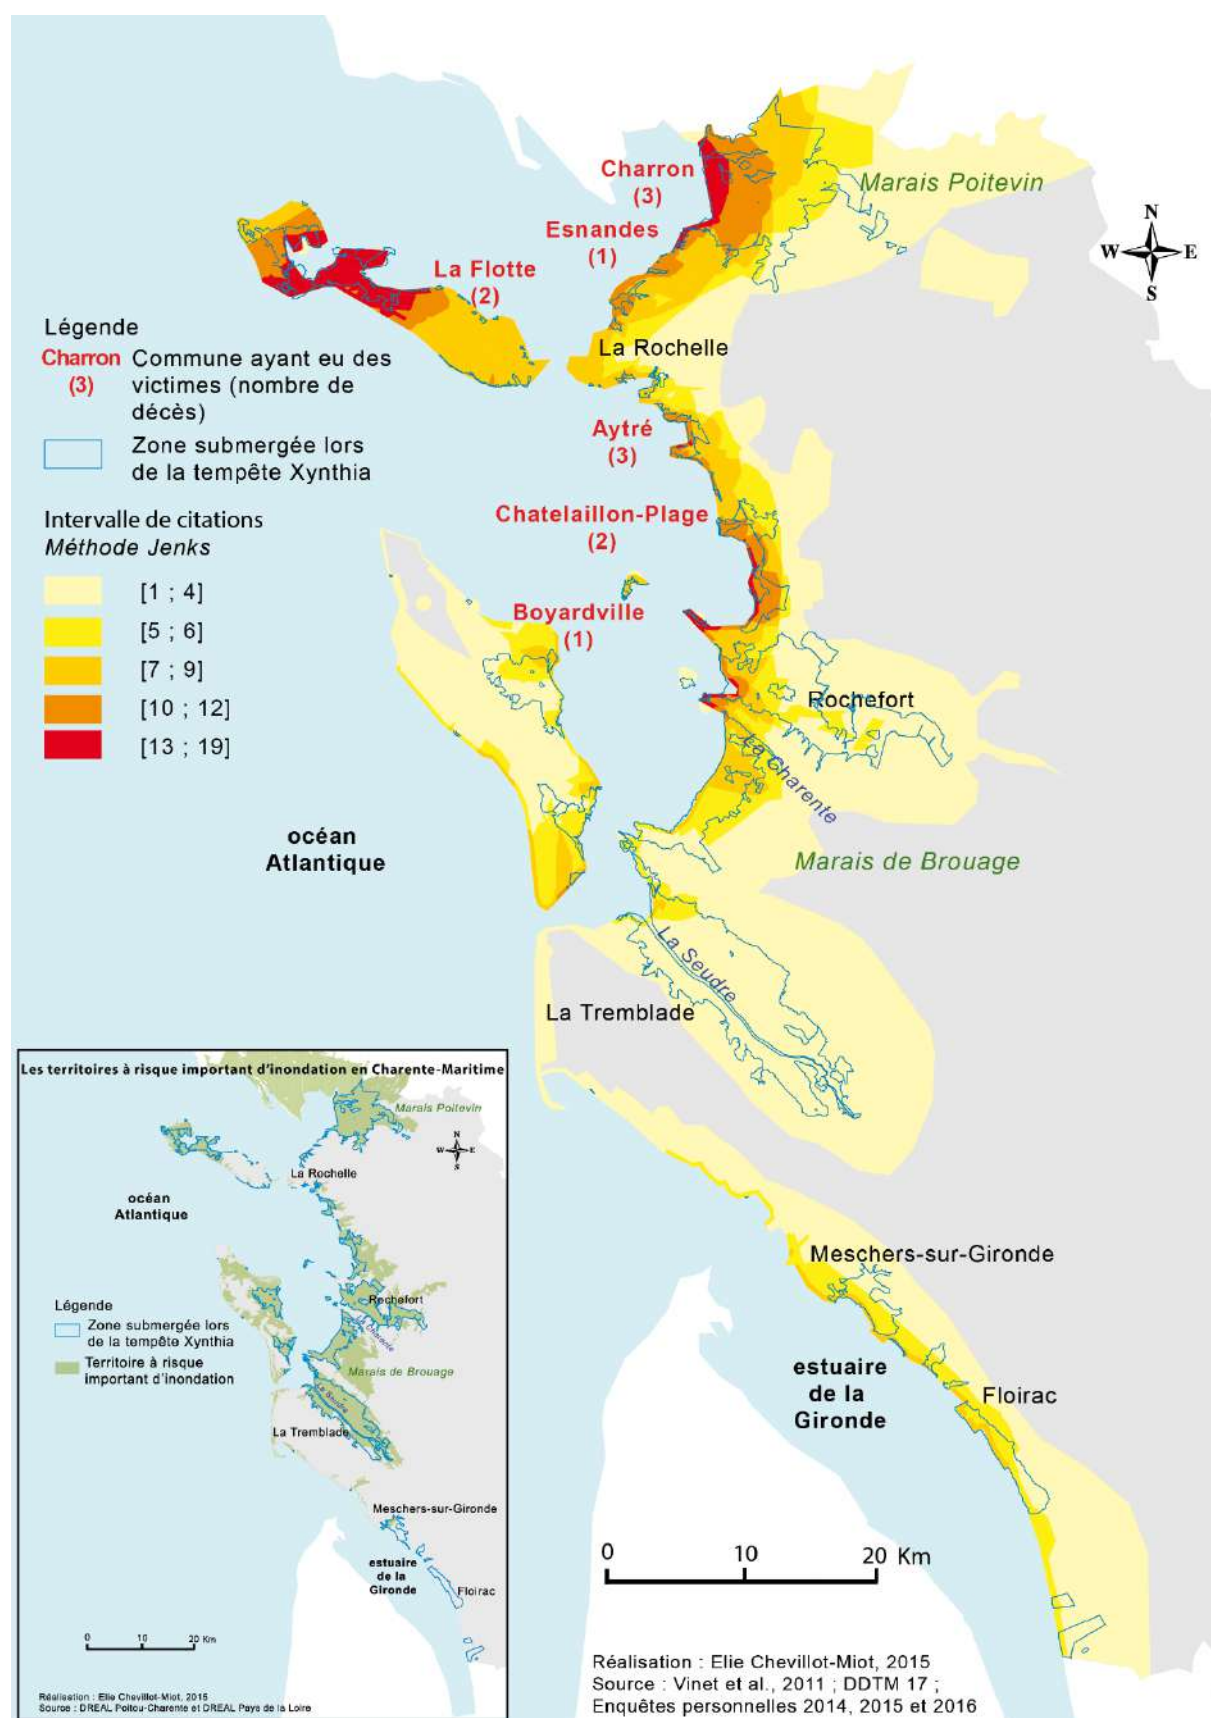 Charron
(3)
Marais Poitevin
Esnandes
(1)
N
W
E
S
La Flotte
(2)
Légende
Charron
(3)
Commune ayant eu des
victimes (nombre de
décès)
Zone submergée lors
de la tempête Xynthia
La Rochelle
Aytré
(3)
Intervalle de citations
Méthode Jenks
[1 ; 4]
[5 ; 6]
[7 ; 9]
[10 ; 12]
[13 ; 19]
Chatelaillon-Plage
(2)
Boyardville
(1)
Rochefort
La Charente
océan
Atlantique
Marais de Brouage
La Seudre
La Tremblade
Meschers-sur-Gironde
estuaire
de la
Gironde
Floirac
0
10
20 Km
Réalisation : Elie Chevillot-Miot, 2015
Source : Vinet et al., 2011 ; DDTM 17 ;
Enquêtes personnelles 2014, 2015 et 2016
Les territoires à risque important d'inondation en Charente-Maritime
Marais Poitevin
N
W
E
S
La Rochelle
océan
Atlantique
Légende
Zone submergée lors
de la tempête Xynthia
Territoire à risque
important d'inondation
Rochefort
La Charente
Marais de Brouage
La Seudre
La Tremblade
Meschers-sur-Gironde
estuaire
de la
Gironde
Floirac
0
10
20 Km
Réalisation : Elie Chevillot-Miot, 2015
Source : DREAL Poitou-Charente et DREAL Pays de la Loire